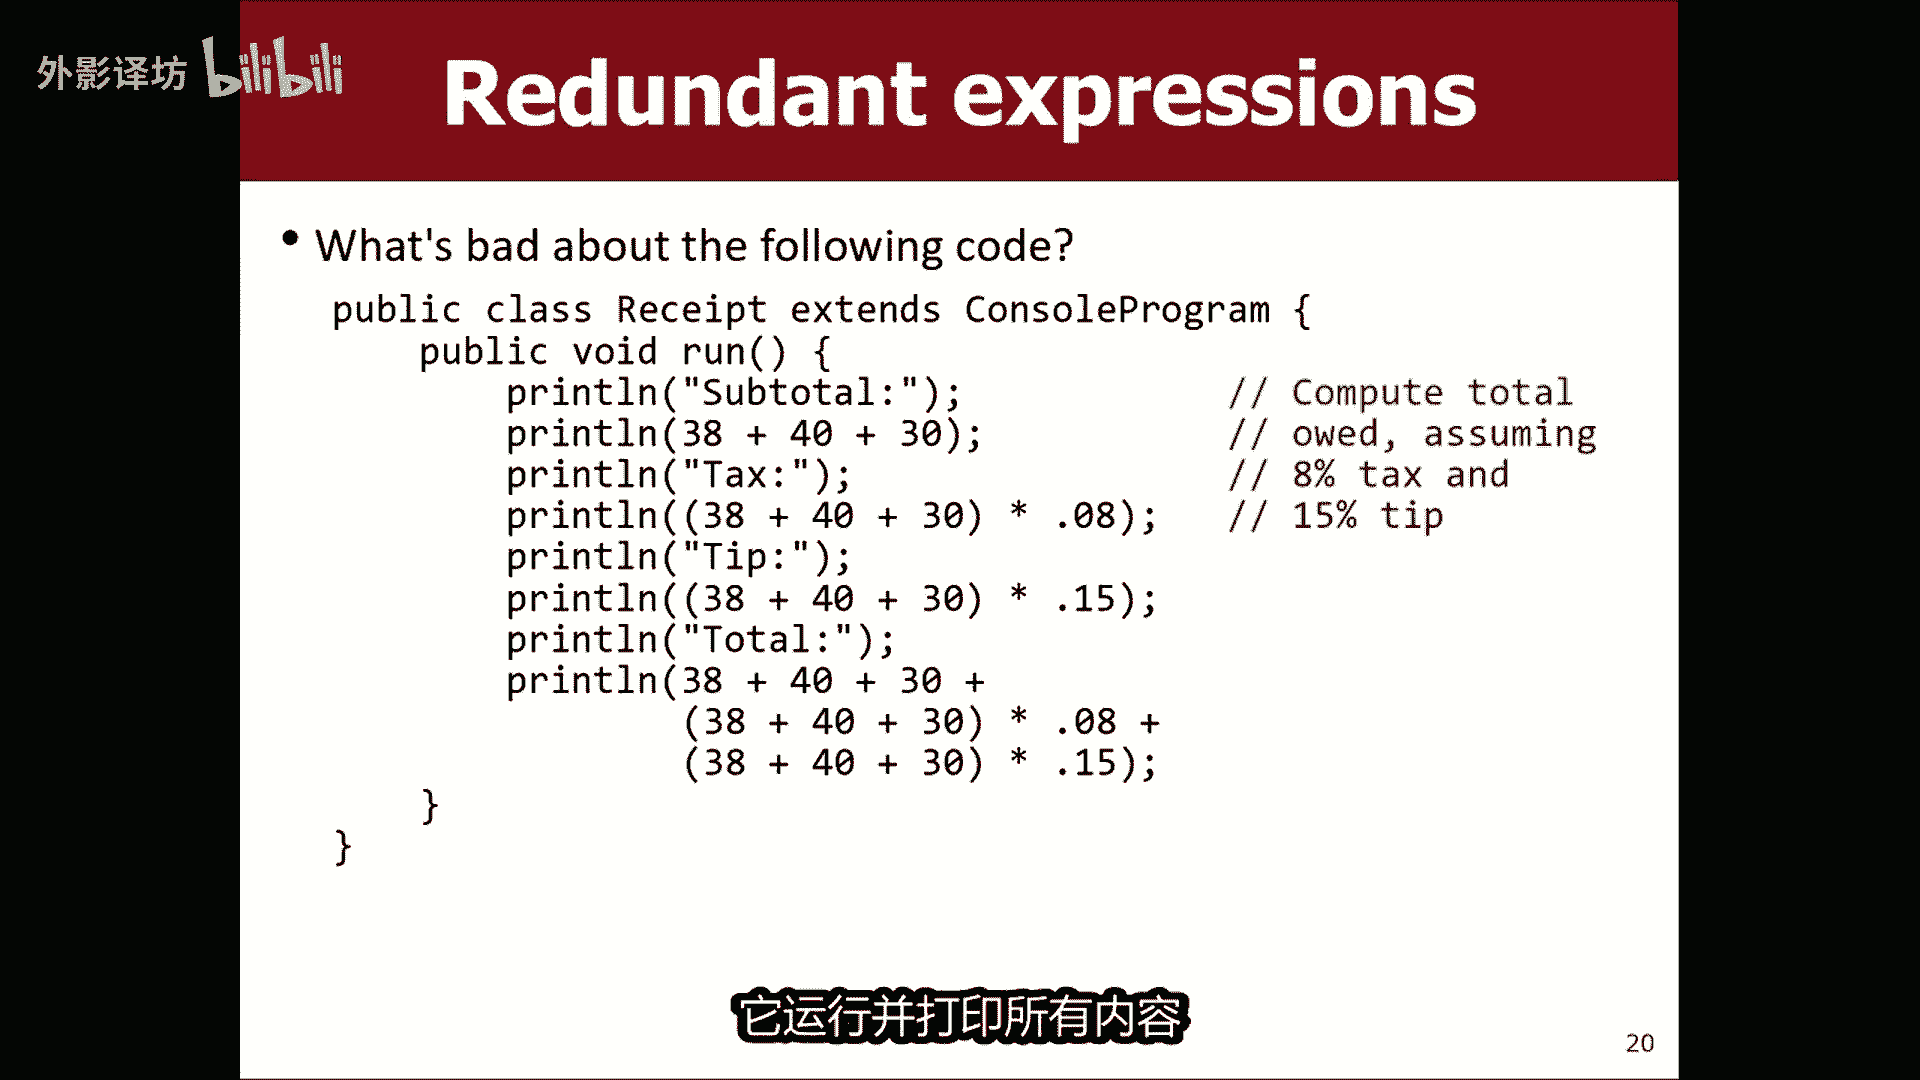 外影译坊 bilibili
Redundant expressions
• What's bad about the following code?
public class Receipt extends ConsoleProgram {
    public void run() {
        println("Subtotal:");             // Compute total
        println(38 + 40 + 30);            // owed, assuming
        println("Tax:");                  // 8% tax and
        println((38 + 40 + 30) * .08);    // 15% tip
        println("Tip:");
        println((38 + 40 + 30) * .15);
        println("Total:");
        println(38 + 40 + 30 +
                (38 + 40 + 30) * .08 +
                (38 + 40 + 30) * .15);
    }
}
它运行并打印所有内容
20